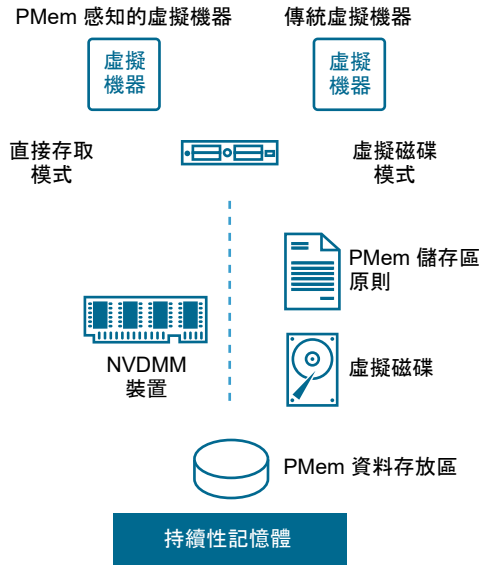 PMem 感知的虛擬機器
傳統虛擬機器
虛擬
機器
虛擬
機器
直接存取
模式
虛擬磁碟
模式
PMem 儲存區
原則
NVDMM
裝置
虛擬磁碟
PMem 資料存放區
持續性記憶體